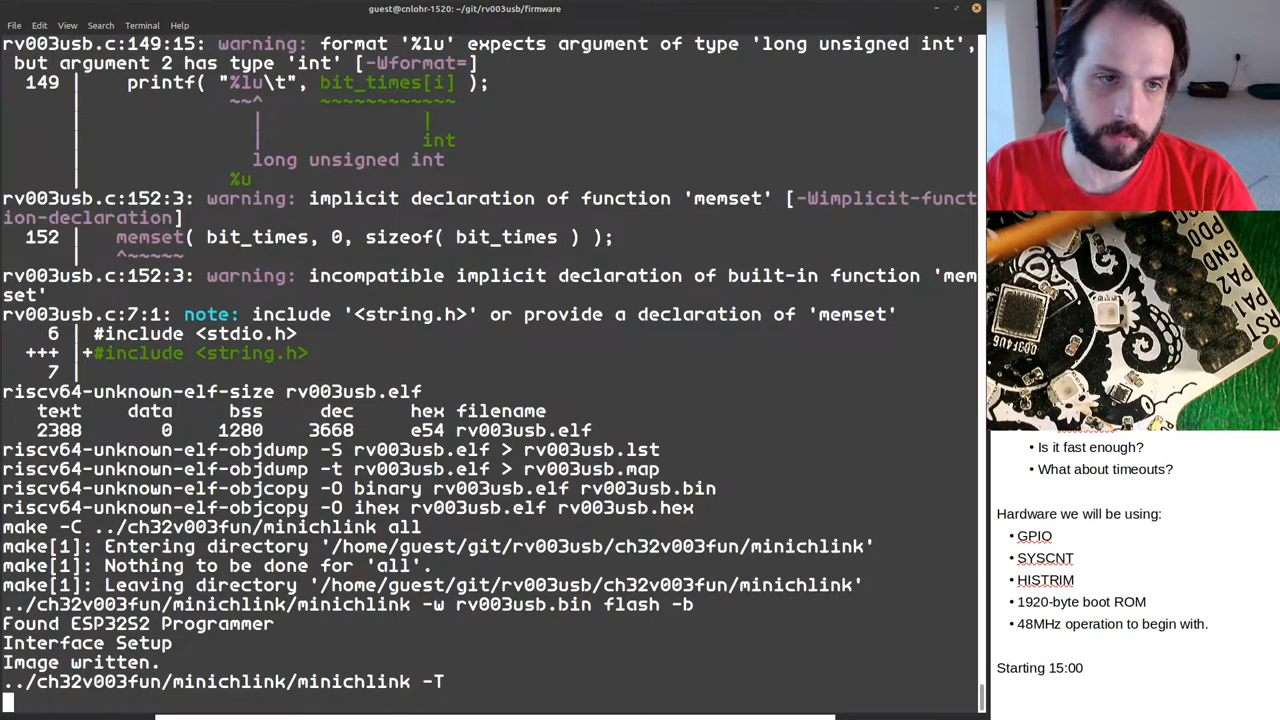 guest@cnlohr-1520: ~/git/rv003usb/firmware
File Edit View Search Terminal Help
rv003usb.c:149:15: warning: format '%lu' expects argument of type 'long unsigned int',
but argument 2 has type 'int' [-Wformat=]
149 | printf( "%lu\t", bit_times[i] );
| ~~^ ~~~~~~~~~~~~
| | |
| | int
| long unsigned int
| %u
rv003usb.c:152:3: warning: implicit declaration of function 'memset' [-Wimplicit-funct
ion-declaration]
152 | memset( bit_times, 0, sizeof( bit_times ) );
| ^~~~~~
rv003usb.c:152:3: warning: incompatible implicit declaration of built-in function 'mem
set'
rv003usb.c:7:1: note: include '<string.h>' or provide a declaration of 'memset'
6 | #include <stdio.h>
+++ |+#include <string.h>
7 |
riscv64-unknown-elf-size rv003usb.elf
text data bss dec hex filename
2388 0 1280 3668 e54 rv003usb.elf
riscv64-unknown-elf-objdump -S rv003usb.elf > rv003usb.lst
riscv64-unknown-elf-objdump -t rv003usb.elf > rv003usb.map
riscv64-unknown-elf-objcopy -O binary rv003usb.elf rv003usb.bin
riscv64-unknown-elf-objcopy -O ihex rv003usb.elf rv003usb.hex
make -C ../ch32v003fun/minichlink all
make[1]: Entering directory '/home/guest/git/rv003usb/ch32v003fun/minichlink'
make[1]: Nothing to be done for 'all'.
make[1]: Leaving directory '/home/guest/git/rv003usb/ch32v003fun/minichlink'
../ch32v003fun/minichlink/minichlink -w rv003usb.bin flash -b
Found ESP32S2 Programmer
Interface Setup
Image written.
../ch32v003fun/minichlink/minichlink -T
PD0
GND
PA2
PA1
RST
• Is it fast enough?
• What about timeouts?
Hardware we will be using:
• GPIO
• SYSCNT
• HISTRIM
• 1920-byte boot ROM
• 48MHz operation to begin with.
Starting 15:00